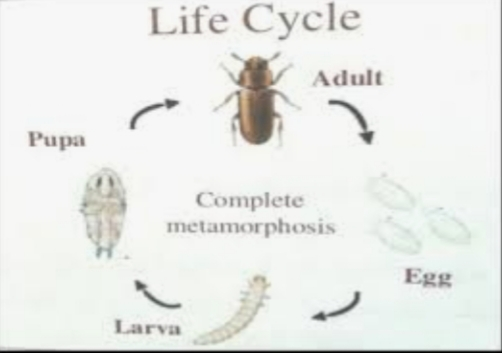 Life Cycle
Adult
Pupa
Complete
metamorphosis
Egg
Larva